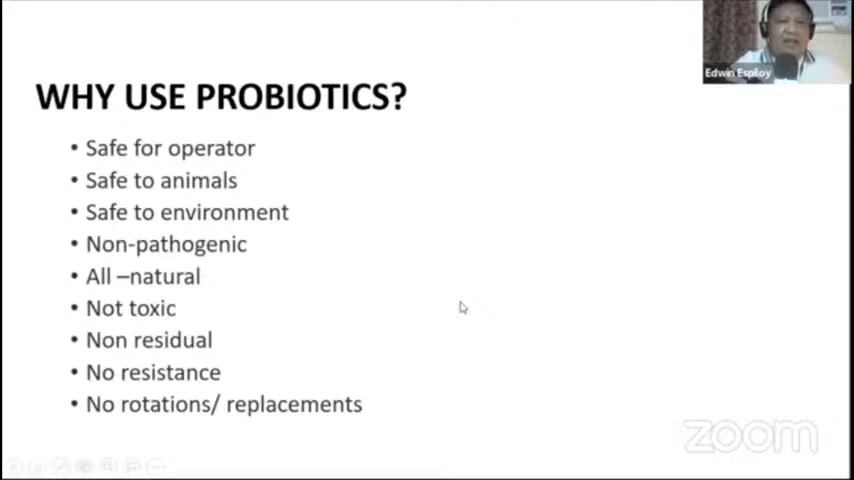 Edwin Espiloy
WHY USE PROBIOTICS?
• Safe for operator
• Safe to animals
• Safe to environment
• Non-pathogenic
• All –natural
• Not toxic
• Non residual
• No resistance
• No rotations/ replacements
zoom